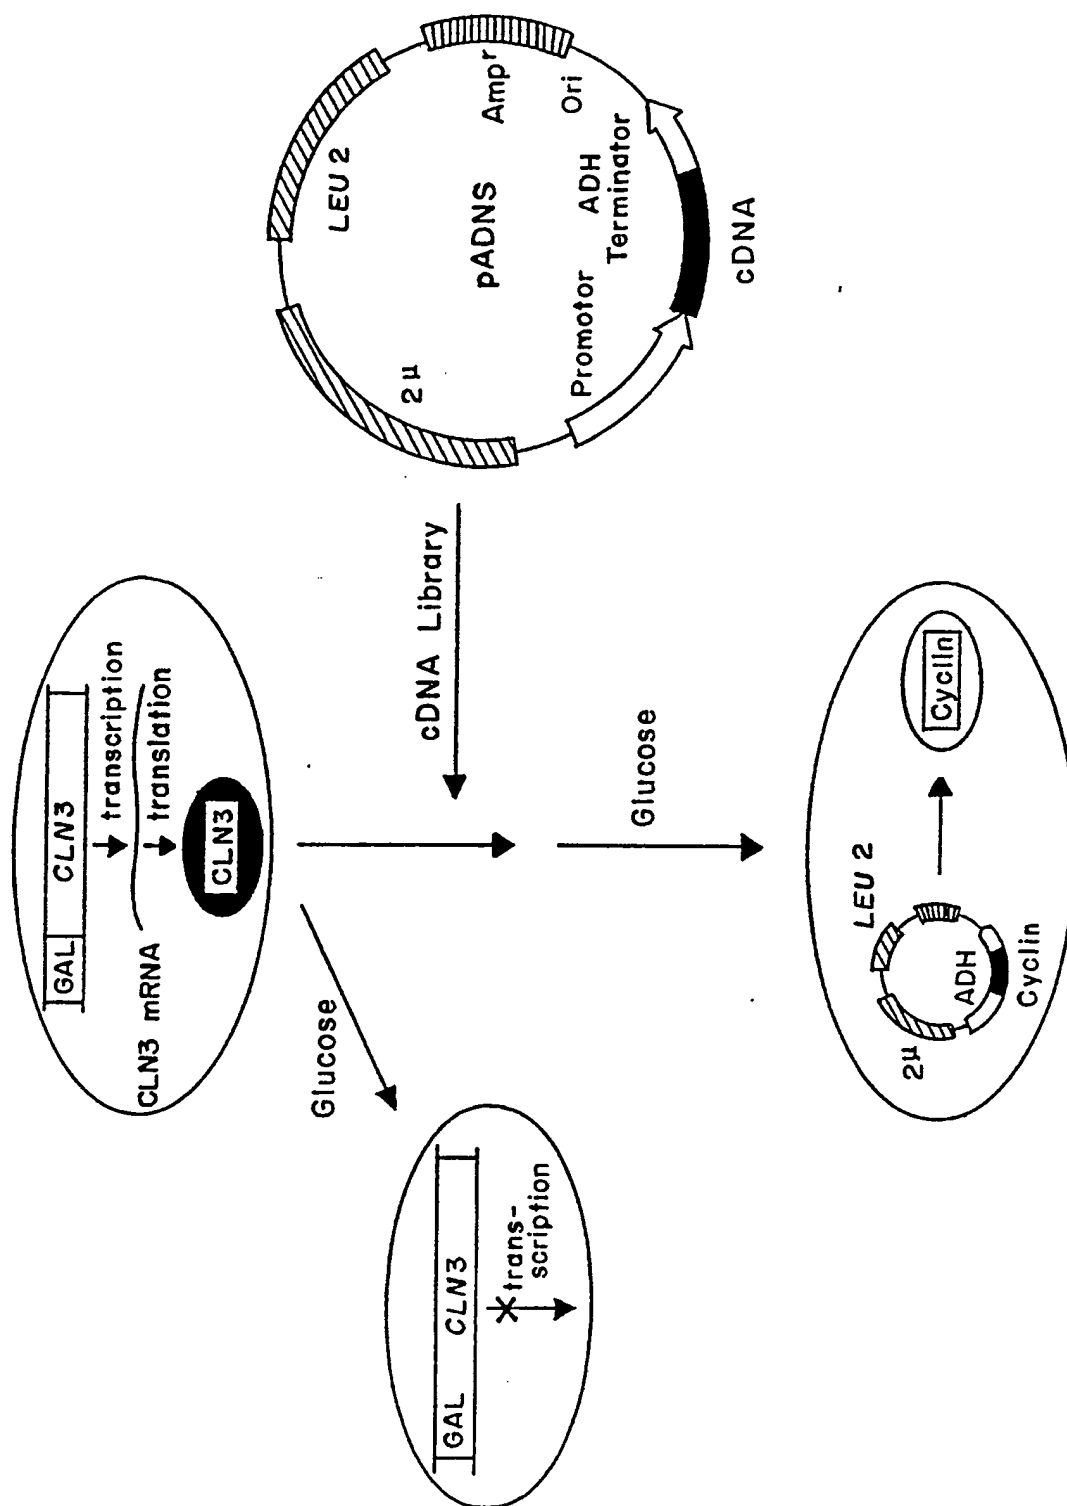 GAL CLN3
transcription
CLN3 mRNA
translation
CLN3
Glucose
GAL CLN3
trans-
scription
cDNA Library
Glucose
LEU 2
2μ
ADH
Cyclin
Cyclin
LEU 2
2μ
pADNS
Ampr
Ori
Promotor
ADH
Terminator
cDNA